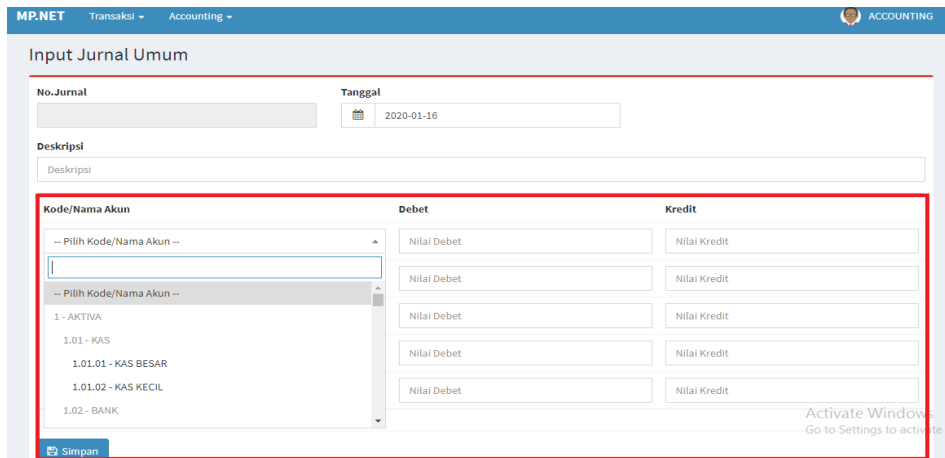 MP.NET Transaksi Accounting ACCOUNTING
Input Jurnal Umum
No.Jurnal Tanggal
2020-01-16
Deskripsi
Deskripsi
Kode/Nama Akun Debet Kredit
-- Pilih Kode/Nama Akun -- Nilai Debet Nilai Kredit
Nilai Debet Nilai Kredit
-- Pilih Kode/Nama Akun --
1 - AKTIVA Nilai Debet Nilai Kredit
1.01 - KAS
Nilai Debet Nilai Kredit
1.01.01 - KAS BESAR
1.01.02 - KAS KECIL Nilai Debet Nilai Kredit
1.02 - BANK
Activate Windows
Go to Settings to activate
Simpan